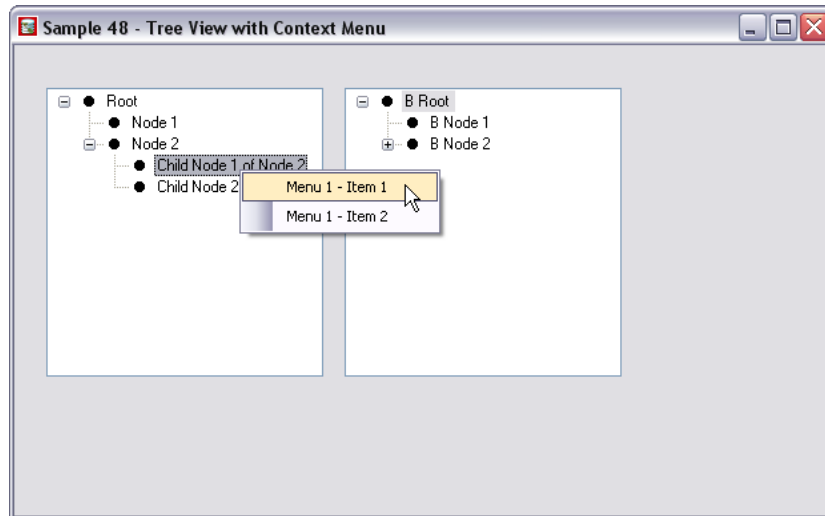 Sample 48 - Tree View with Context Menu
Root
Node 1
Node 2
Child Node 1 of Node 2
Child Node 2
Menu 1 - Item 1
Menu 1 - Item 2
B Root
B Node 1
B Node 2